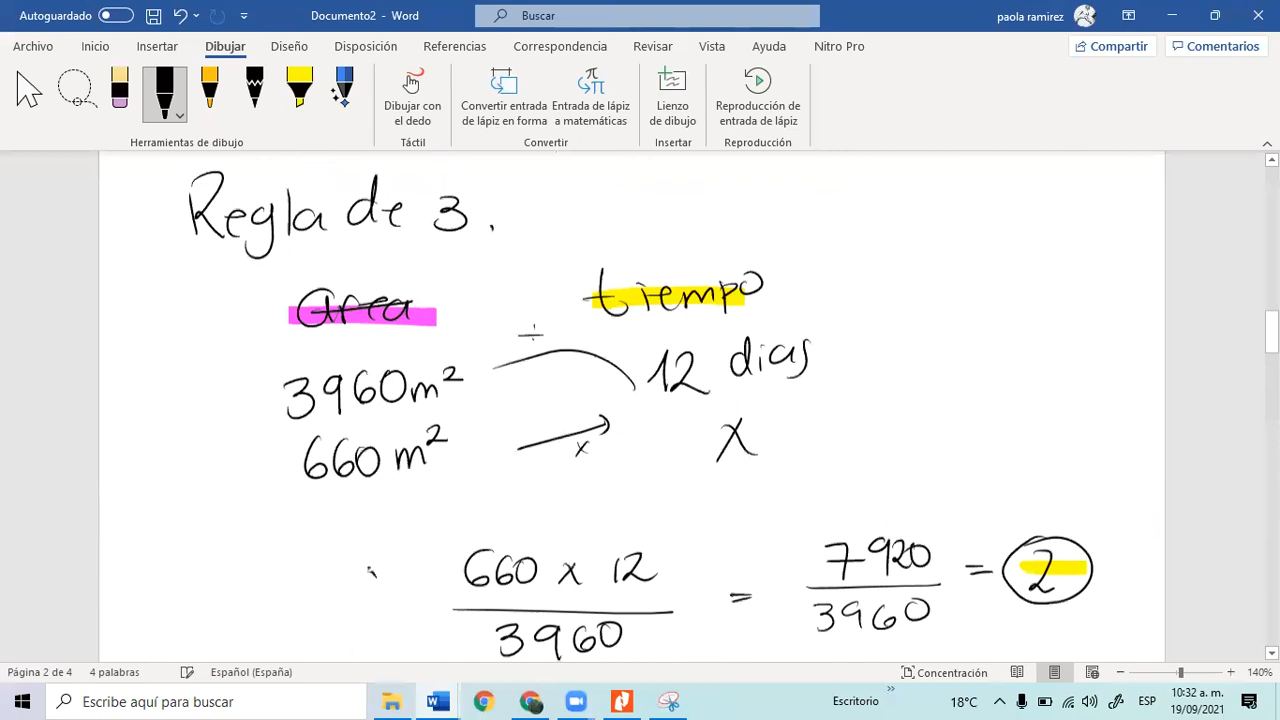 Autoguardado
Documento2 - Word
Buscar
paola ramirez
Archivo Inicio Insertar Dibujar Diseño Disposición Referencias Correspondencia Revisar Vista Ayuda Nitro Pro
Compartir Comentarios
Dibujar con el dedo
Convertir entrada de lápiz en forma
Entrada de lápiz a matemáticas
Lienzo de dibujo
Reproducción de entrada de lápiz
Herramientas de dibujo Táctil Convertir Insertar Reproducción
Regla de 3.
area tiempo
÷
3960m² 12 dias
660 m² x X
660 x 12 = 7920 = 2
3960 3960
Página 2 de 4 4 palabras Español (España) Concentración 140%
Escribe aquí para buscar
Escritorio » 18°C ESP
10:32 a. m.
19/09/2021